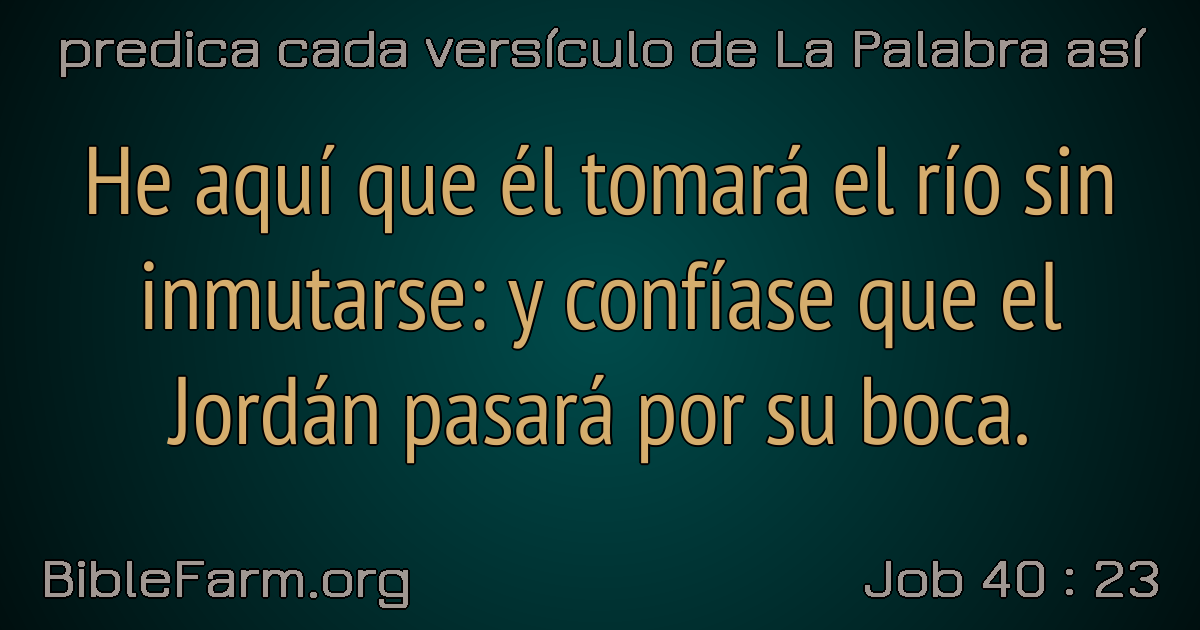 predica cada versículo de La Palabra así
He aquí que él tomará el río sin
inmutarse: y confíase que el
Jordán pasará por su boca.
BibleFarm.org
Job 40 : 23